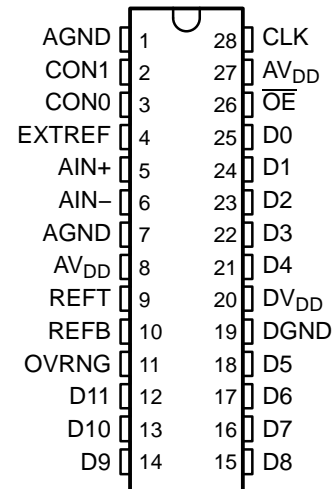 AGND 1 28 CLK
CON1 2 27 AVDD
CON0 3 26 OE
EXTREF 4 25 D0
AIN+ 5 24 D1
AIN− 6 23 D2
AGND 7 22 D3
AVDD 8 21 D4
REFT 9 20 DVDD
REFB 10 19 DGND
OVRNG 11 18 D5
D11 12 17 D6
D10 13 16 D7
D9 14 15 D8